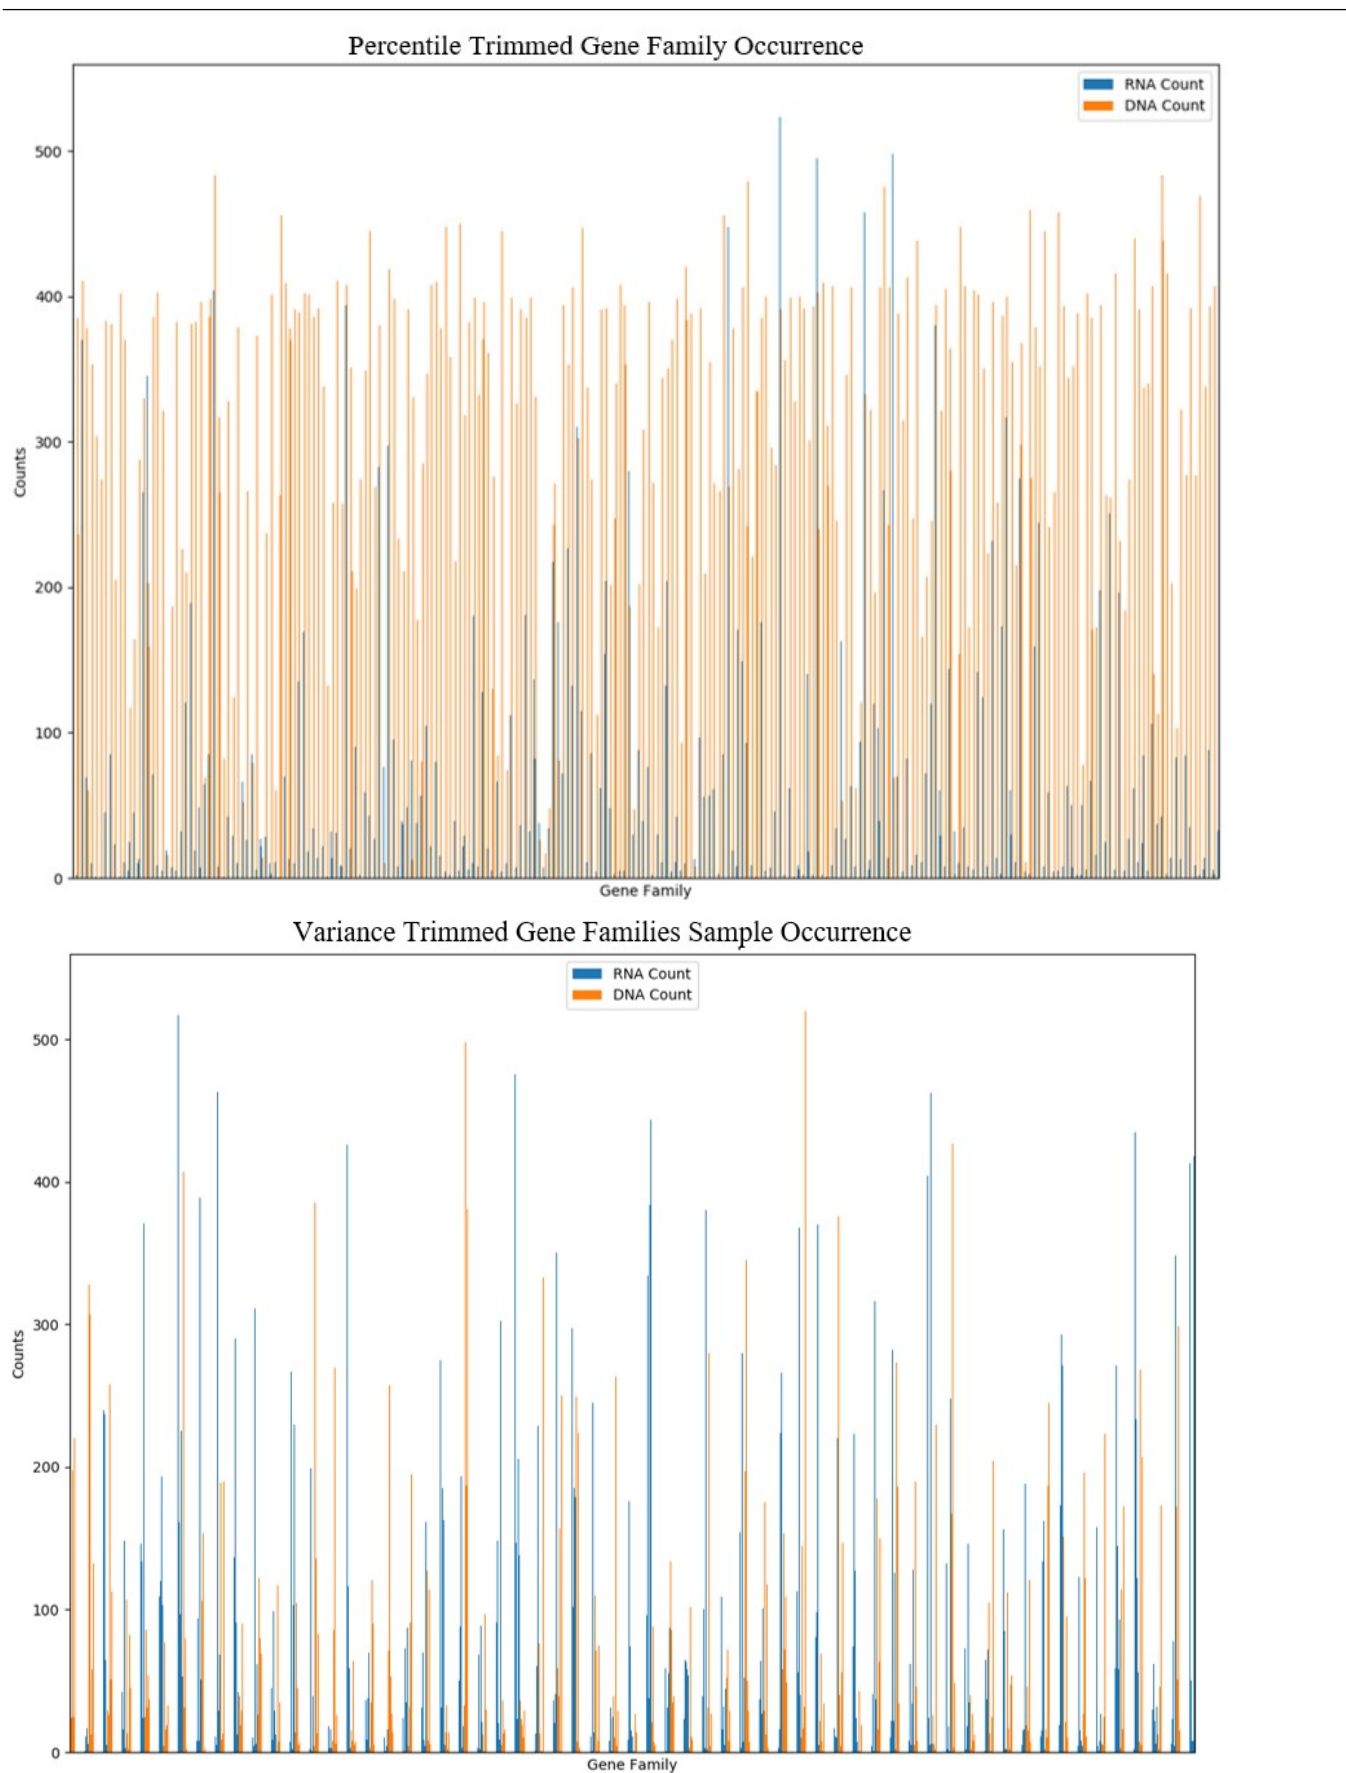 Percentile Trimmed Gene Family Occurrence
RNA Count
DNA Count
500
400
300
200
100
0
Counts
Gene Family
Variance Trimmed Gene Families Sample Occurrence
RNA Count
DNA Count
500
400
300
200
100
0
Counts
Gene Family